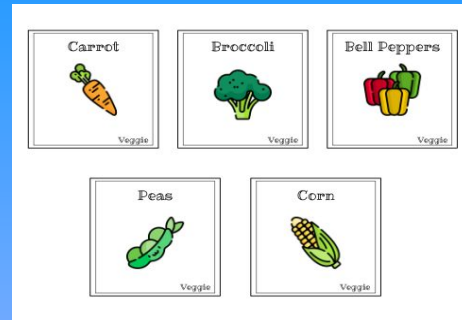 Carrot
Veggie
Broccoli
Veggie
Bell Peppers
Veggie
Peas
Veggie
Corn
Veggie